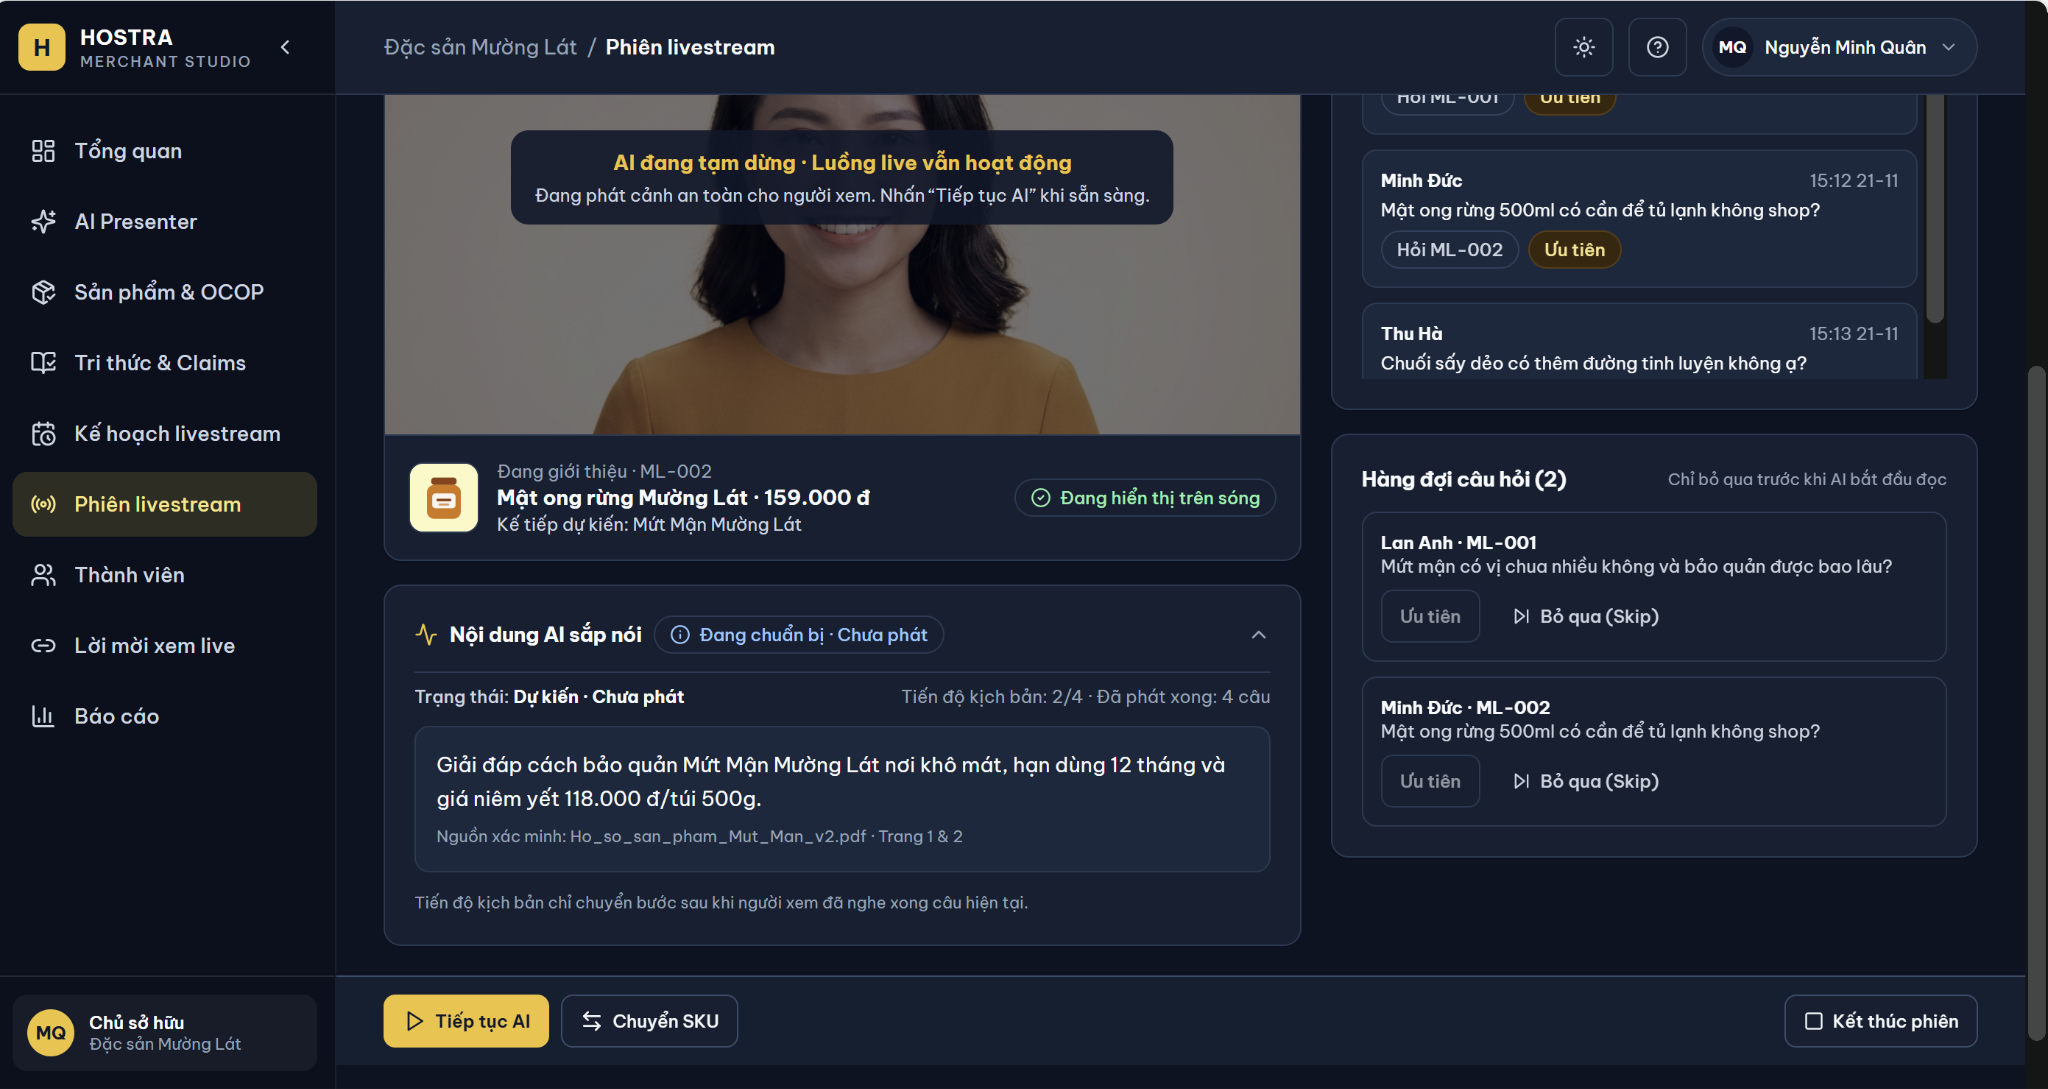 H
HOSTRA
MERCHANT STUDIO
Đặc sản Mường Lát / Phiên livestream
MQ Nguyễn Minh Quân
Tổng quan
AI Presenter
Sản phẩm & OCOP
Tri thức & Claims
Kế hoạch livestream
Phiên livestream
Thành viên
Lời mời xem live
Báo cáo
MQ
Chủ sở hữu
Đặc sản Mường Lát
AI đang tạm dừng · Luồng live vẫn hoạt động
Đang phát cảnh an toàn cho người xem. Nhấn “Tiếp tục AI” khi sẵn sàng.
Đang giới thiệu · ML-002
Mật ong rừng Mường Lát · 159.000 đ
Kế tiếp dự kiến: Mứt Mận Mường Lát
Đang hiển thị trên sóng
Nội dung AI sắp nói
Đang chuẩn bị · Chưa phát
Trạng thái: Dự kiến · Chưa phát
Tiến độ kịch bản: 2/4 · Đã phát xong: 4 câu
Giải đáp cách bảo quản Mứt Mận Mường Lát nơi khô mát, hạn dùng 12 tháng và
giá niêm yết 118.000 đ/túi 500g.
Nguồn xác minh: Ho_so_san_pham_Mut_Man_v2.pdf · Trang 1 & 2
Tiến độ kịch bản chỉ chuyển bước sau khi người xem đã nghe xong câu hiện tại.
Hỏi ML-001 Ưu tiên
Minh Đức 15:12 21-11
Mật ong rừng 500ml có cần để tủ lạnh không shop?
Hỏi ML-002 Ưu tiên
Thu Hà 15:13 21-11
Chuối sấy dẻo có thêm đường tinh luyện không ạ?
Hàng đợi câu hỏi (2)
Chỉ bỏ qua trước khi AI bắt đầu đọc
Lan Anh · ML-001
Mứt mận có vị chua nhiều không và bảo quản được bao lâu?
Ưu tiên Bỏ qua (Skip)
Minh Đức · ML-002
Mật ong rừng 500ml có cần để tủ lạnh không shop?
Ưu tiên Bỏ qua (Skip)
Tiếp tục AI
Chuyển SKU
Kết thúc phiên